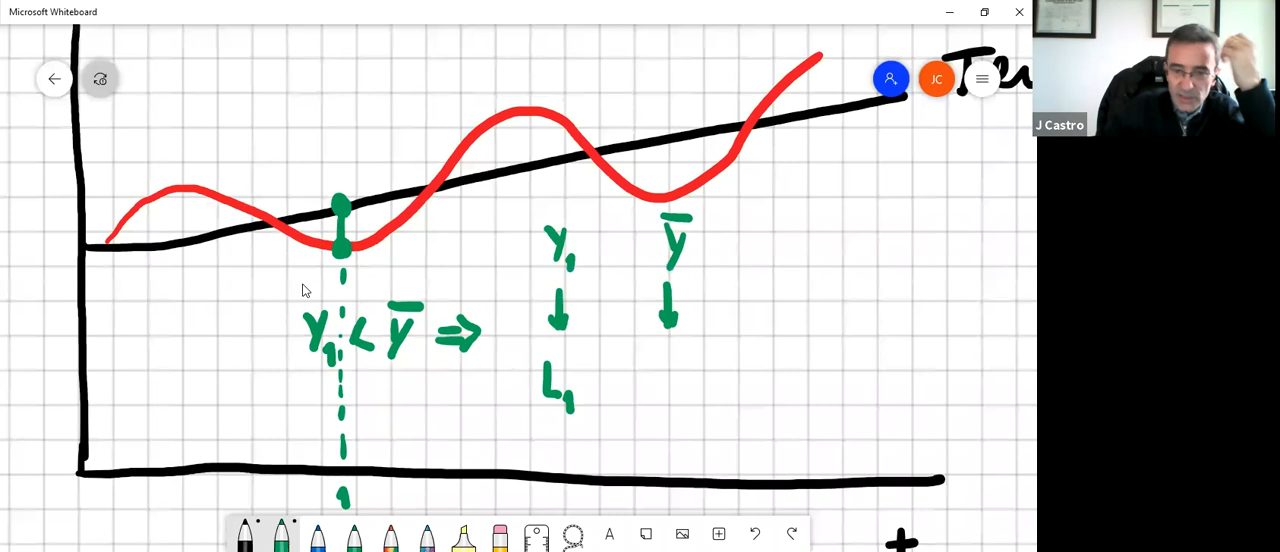 Microsoft Whiteboard
JC
J Castro
Y₁ Y̅
Y₁ < Y̅ ⇒
L₁
1
A
t